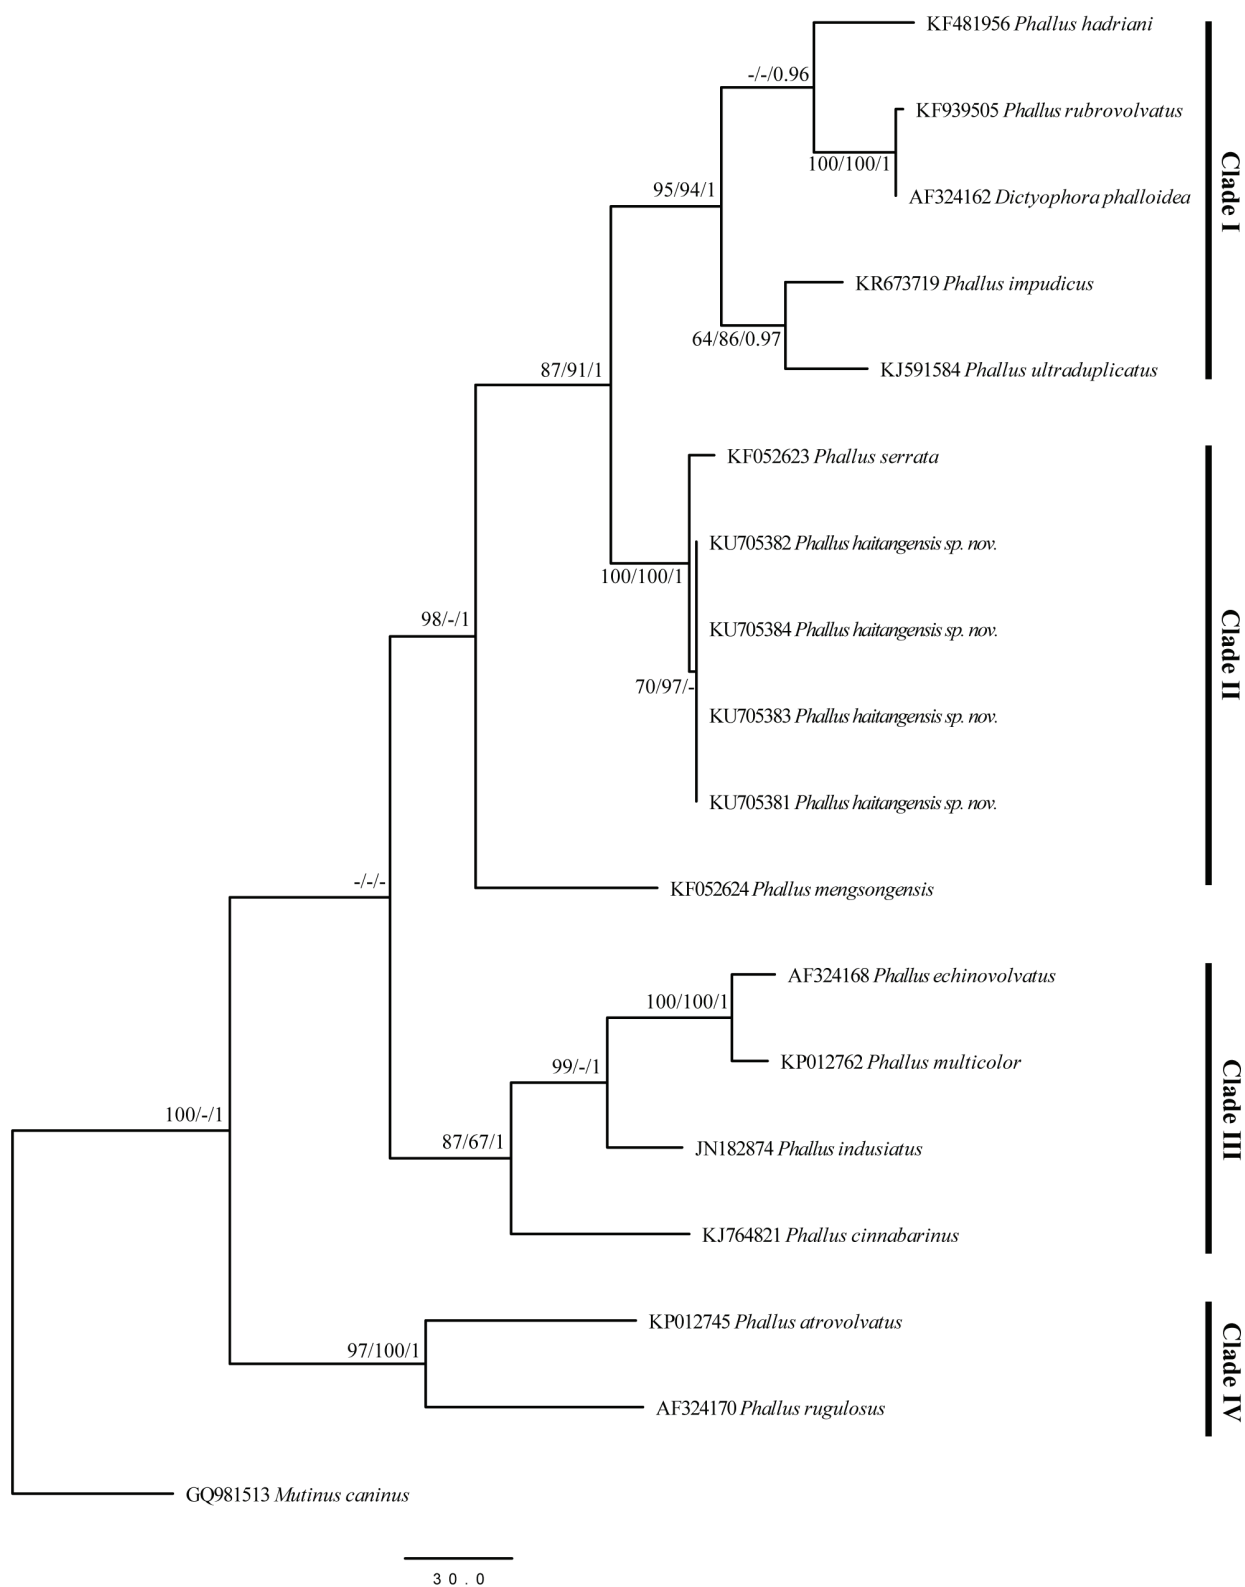 KF481956 Phallus hadriani
-/-/0.96
KF939505 Phallus rubrovolvatus
100/100/1
95/94/1
AF324162 Dictyophora phalloidea
Clade I
KR673719 Phallus impudicus
64/86/0.97
87/91/1
KJ591584 Phallus ultraduplicatus
KF052623 Phallus serrata
KU705382 Phallus haitangensis sp. nov.
100/100/1
98/-/1
KU705384 Phallus haitangensis sp. nov.
Clade II
70/97/-
KU705383 Phallus haitangensis sp. nov.
KU705381 Phallus haitangensis sp. nov.
-/-/-
KF052624 Phallus mengsongensis
AF324168 Phallus echinovolvatus
100/100/1
KP012762 Phallus multicolor
99/-/1
Clade III
100/-/1
87/67/1
JN182874 Phallus indusiatus
KJ764821 Phallus cinnabarinus
KP012745 Phallus atrovolvatus
97/100/1
Clade IV
AF324170 Phallus rugulosus
GQ981513 Mutinus caninus
30.0